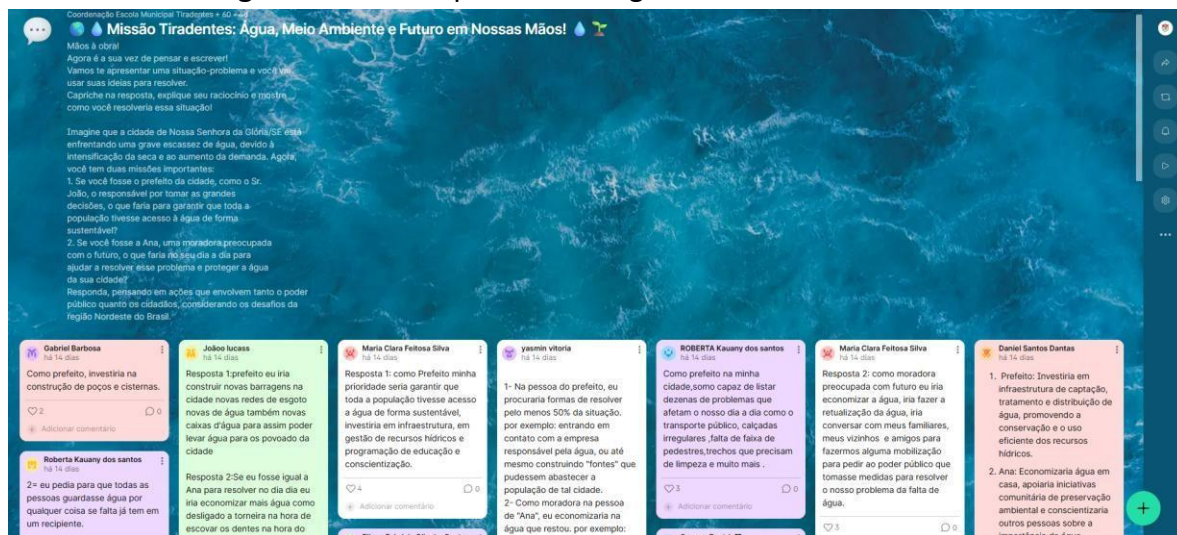 Coordenação Escola Municipal Tiradentes + 60
Missão Tiradentes: Água, Meio Ambiente e Futuro em Nossas Mãos!
Mãos à obra!
Agora é a sua vez de pensar e escrever!
Vamos te apresentar uma situação-problema e você vai
usar suas ideias para resolver.
Capriche na resposta, explique seu raciocínio e mostre
como você resolveria essa situação!
Imagine que a cidade de Nossa Senhora da Glória/SE está
enfrentando uma grave escassez de água, devido à
intensificação da seca e ao aumento da demanda. Agora,
você tem duas missões importantes:
1. Se você fosse o prefeito da cidade, como o Sr.
João, o responsável por tomar as grandes
decisões, o que faria para garantir que toda a
população tivesse acesso à água de forma
sustentável?
2. Se você fosse a Ana, uma moradora preocupada
com o futuro, o que faria no seu dia a dia para
ajudar a resolver esse problema e proteger a água
da sua cidade?
Responda, pensando em ações que envolvem tanto o poder
público quanto os cidadãos, considerando os desafios da
região Nordeste do Brasil.
Gabriel Barbosa
há 14 dias
Como prefeito, investiria na
construção de poços e cisternas.
2
0
Adicionar comentário
Roberta Kauany dos santos
há 14 dias
2= eu pedia para que todas as
pessoas guardasse água por
qualquer coisa se falta já tem em
um recipiente.
Joãoo lucass
há 14 dias
Resposta 1:prefeito eu iria
construir novas barragens na
cidade novas redes de esgoto
novas de água também novas
caixas d'água para assim poder
levar água para os povoado da
cidade
Resposta 2:Se eu fosse igual a
Ana para resolver no dia dia eu
iria economizar mais água como
desligado a torneira na hora de
escovar os dentes na hora do
Maria Clara Feitosa Silva
há 14 dias
Resposta 1: como Prefeito minha
prioridade seria garantir que
toda a população tivesse acesso
a água de forma sustentável,
investiria em infraestrutura, em
gestão de recursos hídricos e
programação de educação e
conscientização.
4
0
Adicionar comentário
yasmin vitoria
há 14 dias
1- Na pessoa do prefeito, eu
procuraria formas de resolver
pelo menos 50% da situação.
por exemplo: entrando em
contato com a empresa
responsável pela água, ou até
mesmo construindo "fontes" que
pudessem abastecer a
população de tal cidade.
2- Como moradora na pessoa
de "Ana", eu economizaria na
água que restou. por exemplo:
ROBERTA Kauany dos santos
há 14 dias
Como prefeito na minha
cidade,somo capaz de listar
dezenas de problemas que
afetam o nosso dia a dia como o
transporte público, calçadas
irregulares ,falta de faixa de
pedestres,trechos que precisam
de limpeza e muito mais .
3
0
Adicionar comentário
Maria Clara Feitosa Silva
há 14 dias
Resposta 2: como moradora
preocupada com futuro eu iria
economizar a água, iria fazer a
retualização da água, iria
conversar com meus familiares,
meus vizinhos e amigos para
fazermos alguma mobilização
para pedir ao poder público que
tomasse medidas para resolver
o nosso problema da falta de
água.
3
0
Daniel Santos Dantas
há 14 dias
1. Prefeito: Investiria em
infraestrutura de captação,
tratamento e distribuição de
água, promovendo a
conservação e o uso
eficiente dos recursos
hídricos.
2. Ana: Economizaria água em
casa, apoiaria iniciativas
comunitária de preservação
ambiental e conscientizaria
outros pessoas sobre a